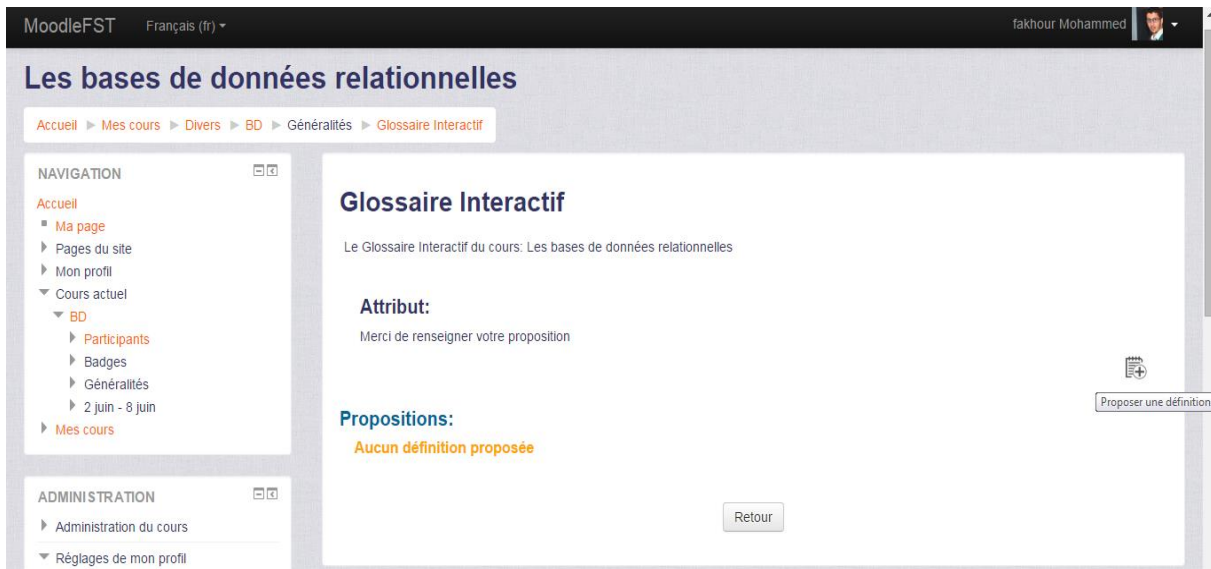 MoodleFST Français (fr) fakhour Mohammed
Les bases de données relationnelles
Accueil Mes cours Divers BD Généralités Glossaire Interactif
NAVIGATION
Accueil
Ma page
Pages du site
Mon profil
Cours actuel
BD
Participants
Badges
Généralités
2 juin - 8 juin
Mes cours
ADMINISTRATION
Administration du cours
Réglages de mon profil
Glossaire Interactif
Le Glossaire Interactif du cours: Les bases de données relationnelles
Attribut:
Merci de renseigner votre proposition
Proposer une définition
Propositions:
Aucun définition proposée
Retour